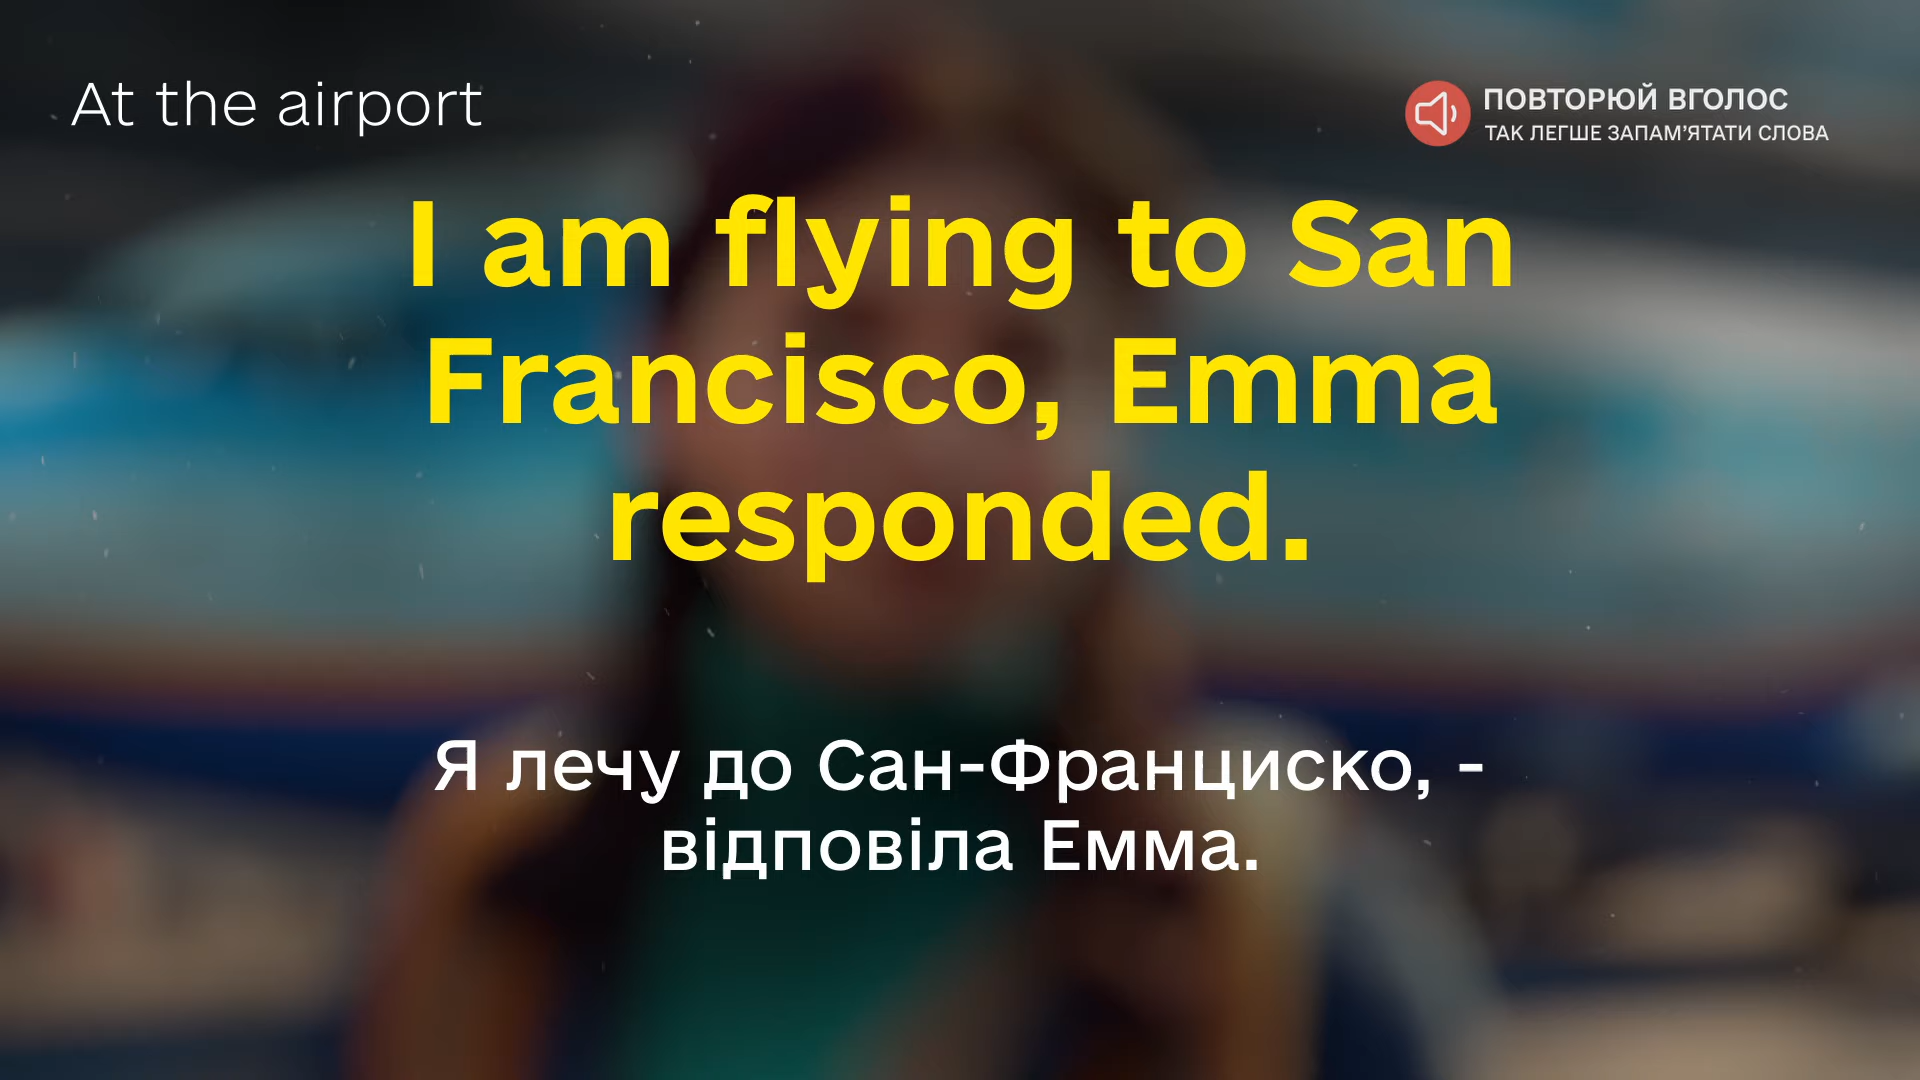 At the airport
ПОВТОРЮЙ ВГОЛОС
ТАК ЛЕГШЕ ЗАПАМ’ЯТАТИ СЛОВА
I am flying to San
Francisco, Emma
responded.
Я лечу до Сан-Франциско, -
відповіла Емма.